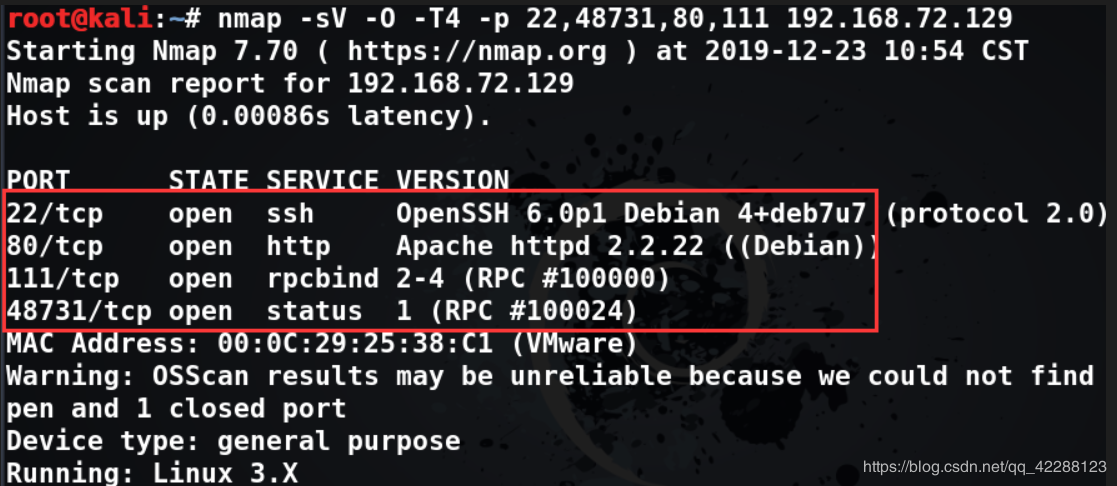 root@kali:~# nmap -sV -O -T4 -p 22,48731,80,111 192.168.72.129
Starting Nmap 7.70 ( https://nmap.org ) at 2019-12-23 10:54 CST
Nmap scan report for 192.168.72.129
Host is up (0.00086s latency).
PORT      STATE SERVICE VERSION
22/tcp    open  ssh     OpenSSH 6.0p1 Debian 4+deb7u7 (protocol 2.0)
80/tcp    open  http    Apache httpd 2.2.22 ((Debian))
111/tcp   open  rpcbind 2-4 (RPC #100000)
48731/tcp open  status  1 (RPC #100024)
MAC Address: 00:0C:29:25:38:C1 (VMware)
Warning: OSScan results may be unreliable because we could not find
pen and 1 closed port
Device type: general purpose
Running: Linux 3.X
https://blog.csdn.net/qq_42288123